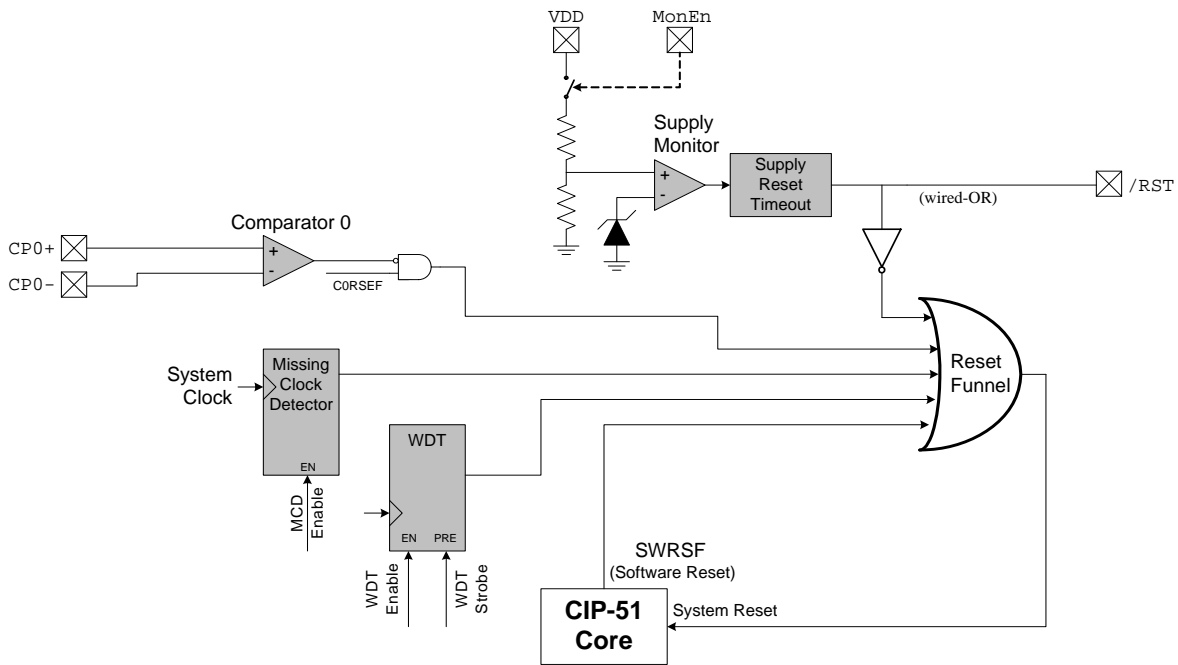 VDD
MonEn
Supply
Monitor
+
-
Supply
Reset
Timeout
(wired-OR)
/RST
Comparator 0
CP0+
CP0-
+
-
C0RSEF
System
Clock
Missing
Clock
Detector
EN
MCD
Enable
WDT
EN
PRE
WDT
Enable
WDT
Strobe
Reset
Funnel
SWRSF
(Software Reset)
CIP-51
Core
System Reset